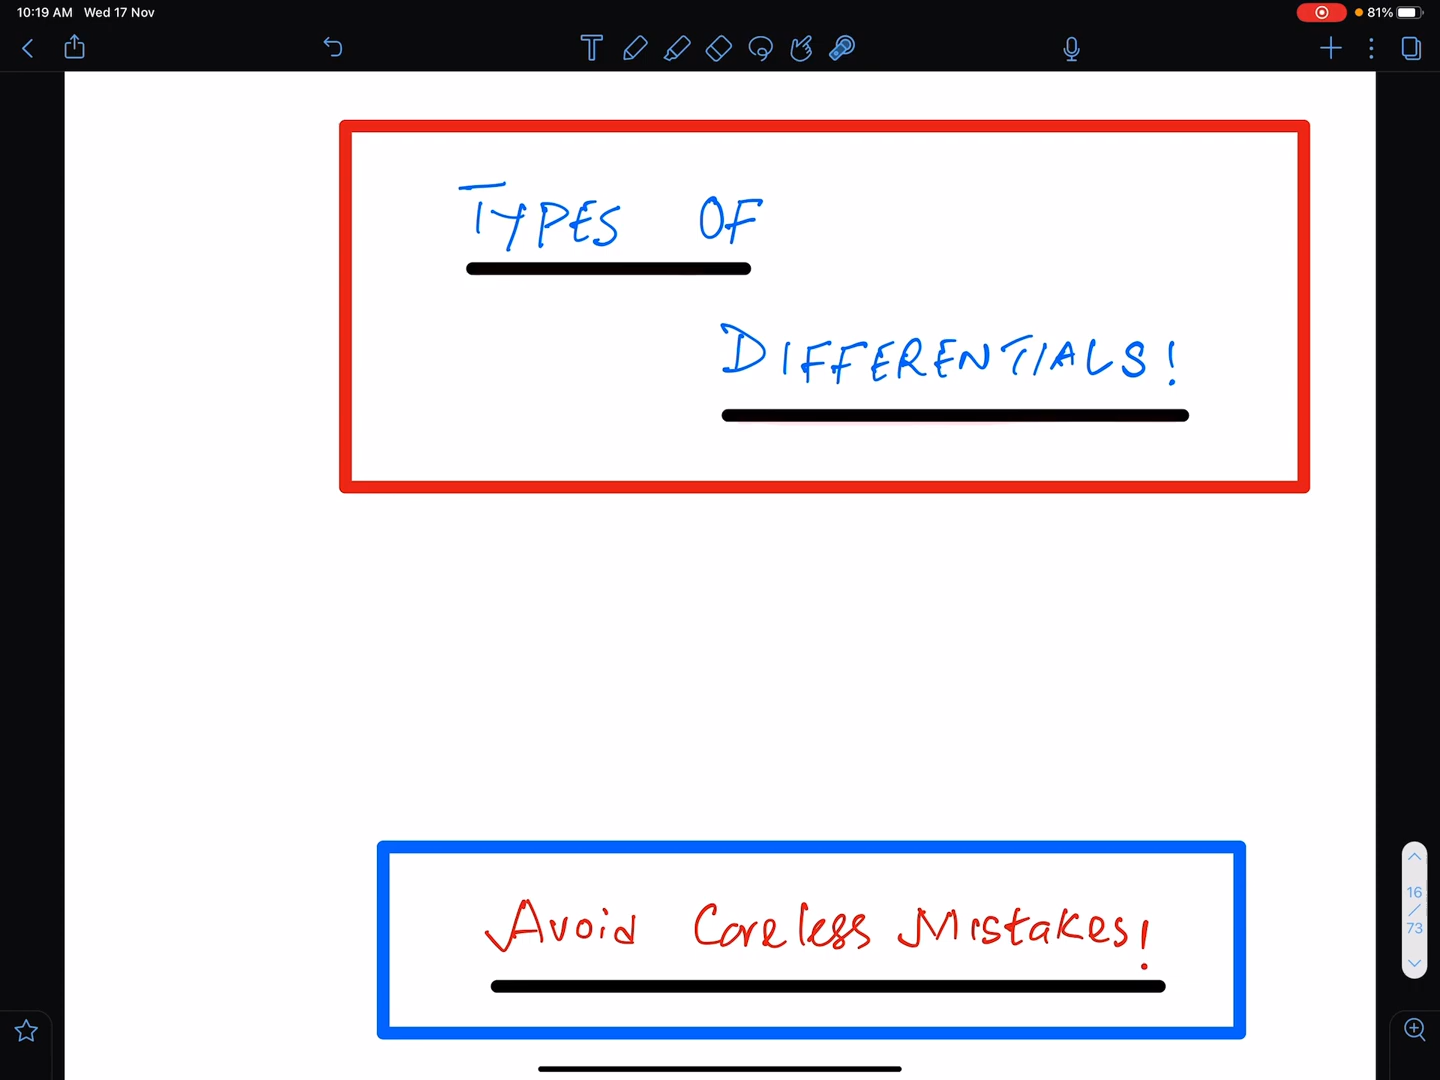 10:19 AM Wed 17 Nov
81%
TYPES OF
DIFFERENTIALS!
16
/
73
Avoid Careless Mistakes!